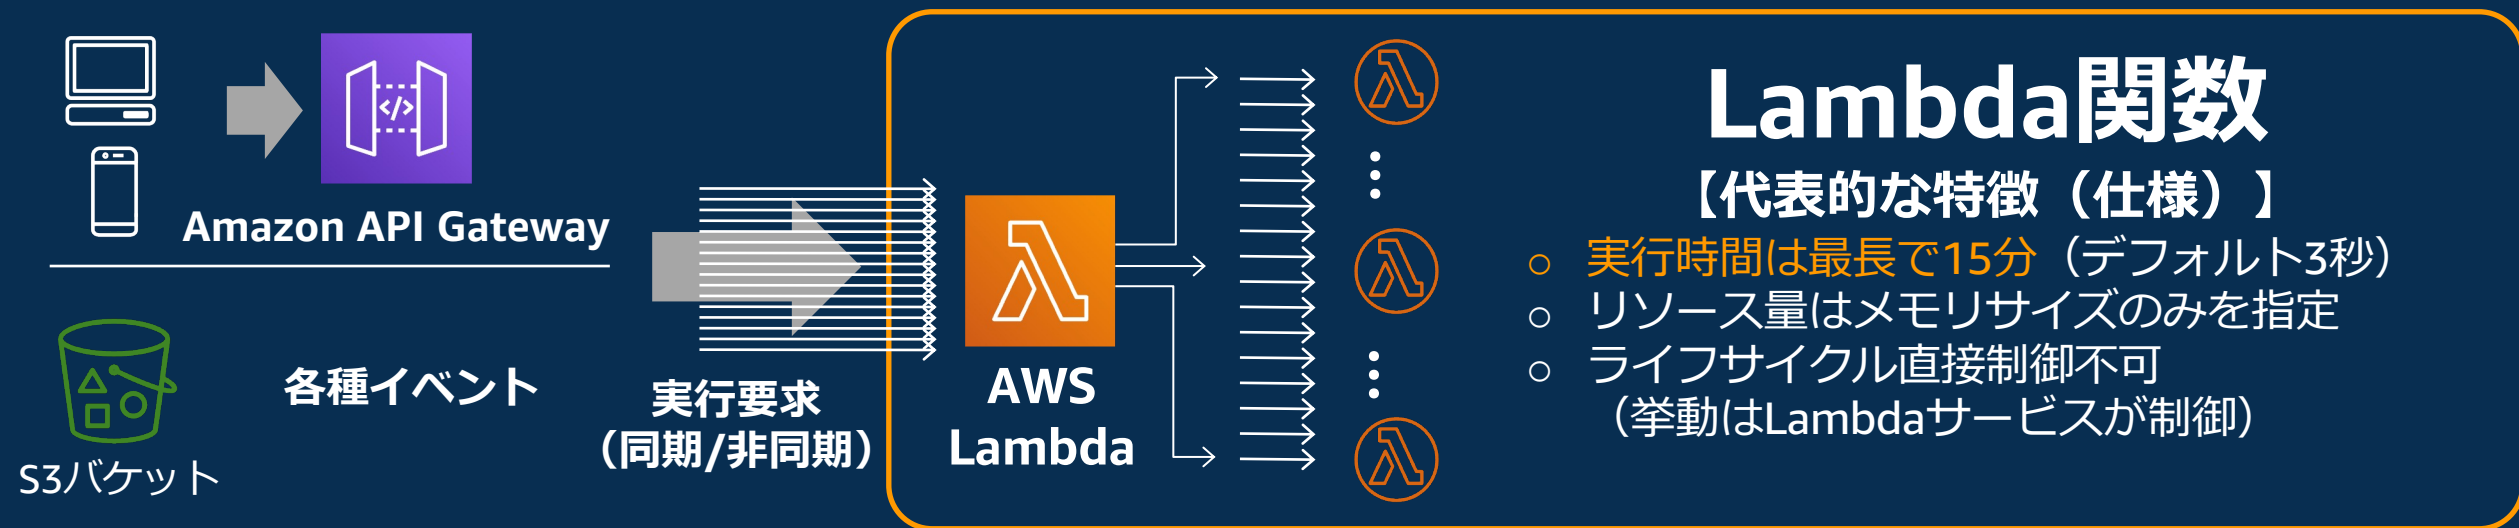 Amazon API Gateway
各種イベント
S3バケット
実行要求
（同期/非同期）
AWS
Lambda
Lambda関数
【代表的な特徴（仕様）】
○ 実行時間は最長で15分（デフォルト3秒）
○ リソース量はメモリサイズのみを指定
○ ライフサイクル直接制御不可
（挙動はLambdaサービスが制御）